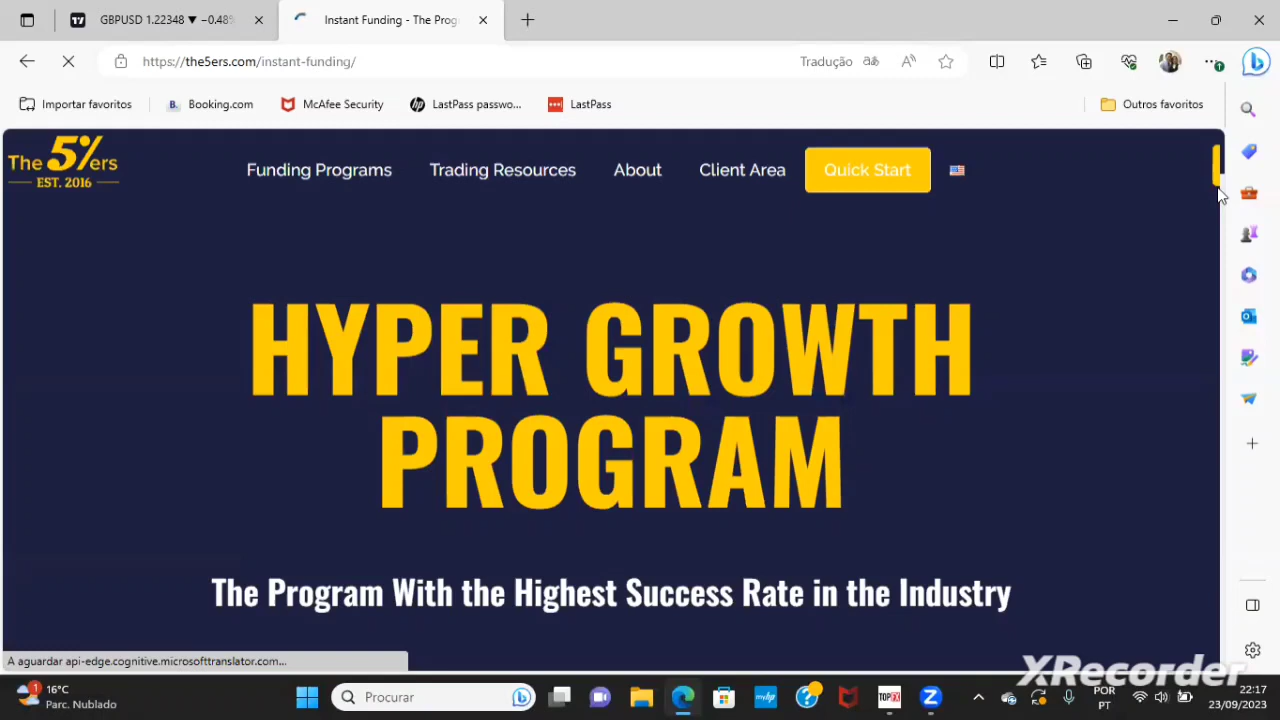 GBPUSD 1.22348 ▼ −0.48%
Instant Funding - The Prog
https://the5ers.com/instant-funding/
Tradução
Importar favoritos
B.
Booking.com
McAfee Security
LastPass passwo...
LastPass
Outros favoritos
The 5%ers
EST. 2016
Funding Programs
Trading Resources
About
Client Area
Quick Start
HYPER GROWTH
PROGRAM
The Program With the Highest Success Rate in the Industry
A aguardar api-edge.cognitive.microsofttranslator.com...
XRecorder
1
16°C
Parc. Nublado
Procurar
TOPFX
POR
PT
22:17
23/09/2023